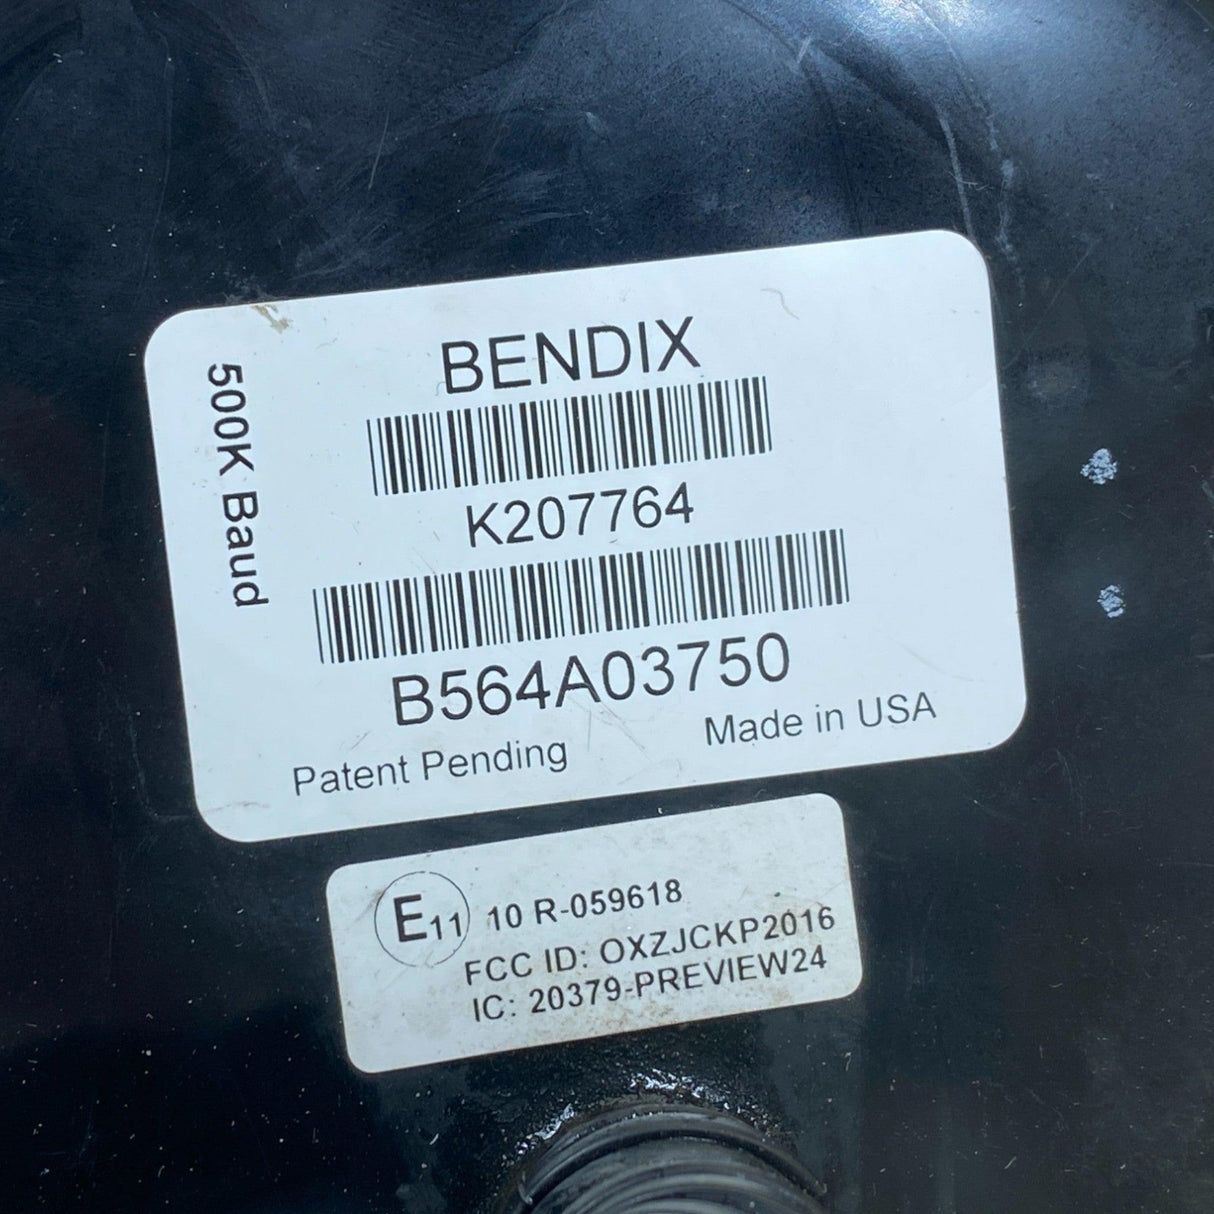 BENDIX
500K Baud
K207764
B564A03750
Patent Pending Made in USA
E11 10 R-059618
FCC ID: OXZJCKP2016
IC: 20379-PREVIEW24